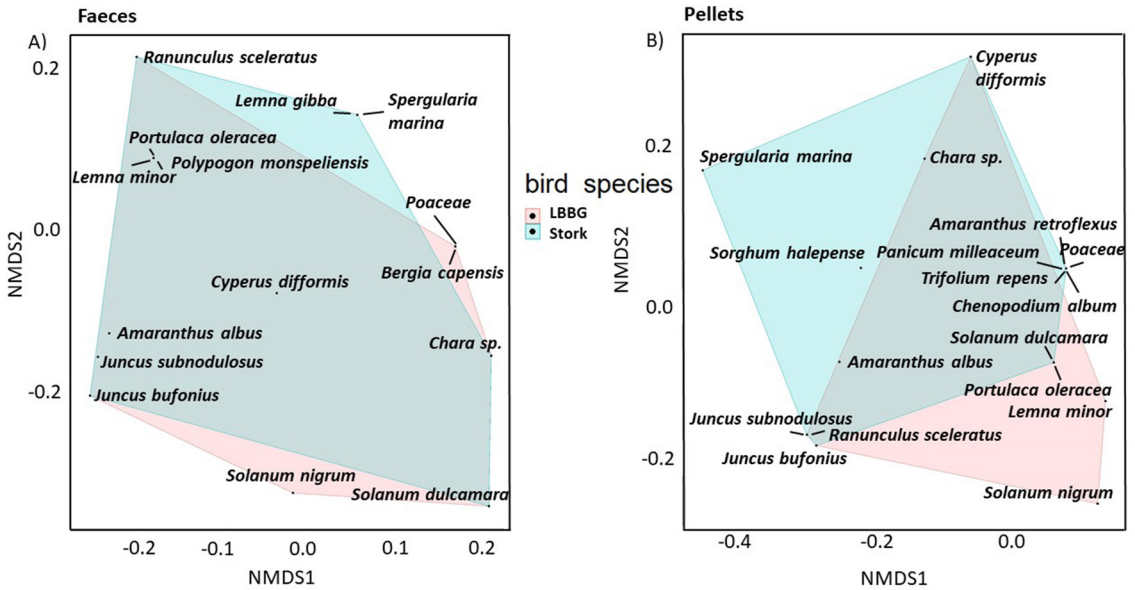 Faeces
A)
0.2
0.0
-0.2
NMDS2
Ranunculus sceleratus
Lemna gibba
Spergularia
marina
Portulaca oleracea
Polypogon monspeliensis
Lemna minor
Poaceae
Bergia capensis
Cyperus difformis
Amaranthus albus
Chara sp.
Juncus subnodulosus
Juncus bufonius
Solanum nigrum
Solanum dulcamara
-0.2
-0.1
0.0
0.1
0.2
NMDS1
bird species
LBBG
Stork
Pellets
B)
0.2
0.0
-0.2
NMDS2
Cyperus
difformis
Spergularia marina
Chara sp.
Amaranthus retroflexus
Sorghum halepense
Panicum milleaceum
Poaceae
Trifolium repens
Chenopodium album
Solanum dulcamara
Amaranthus albus
Portulaca oleracea
Lemna minor
Juncus subnodulosus
Ranunculus sceleratus
Juncus bufonius
Solanum nigrum
-0.4
-0.2
0.0
NMDS1